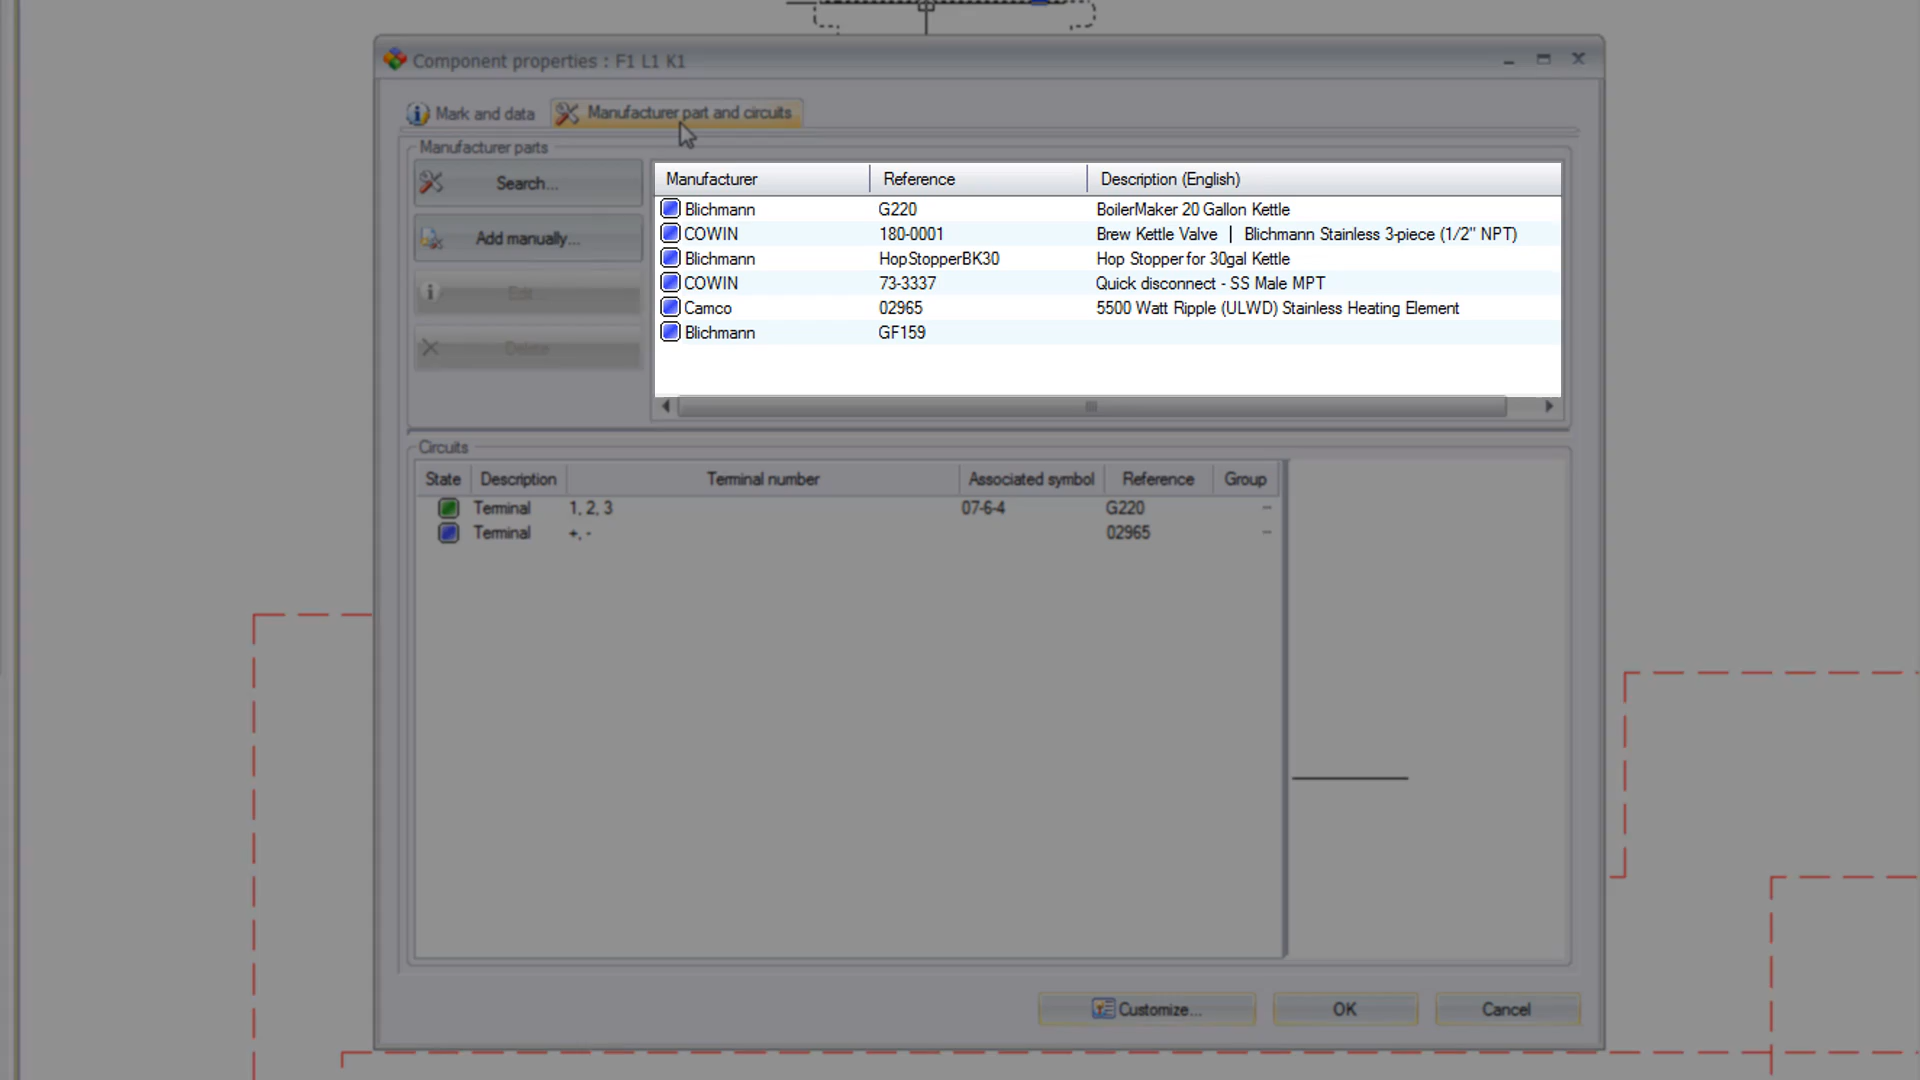 Component properties : F1 L1 K1
Mark and data
Manufacturer part and circuits
Manufacturer parts
Search...
Add manually...
Edit...
Delete
Manufacturer Reference Description (English)
Blichmann G220 BoilerMaker 20 Gallon Kettle
COWIN 180-0001 Brew Kettle Valve | Blichmann Stainless 3-piece (1/2" NPT)
Blichmann HopStopperBK30 Hop Stopper for 30gal Kettle
COWIN 73-3337 Quick disconnect - SS Male MPT
Camco 02965 5500 Watt Ripple (ULWD) Stainless Heating Element
Blichmann GF159
Circuits
State Description Terminal number Associated symbol Reference Group
Terminal 1, 2, 3 07-6-4 G220 --
Terminal +, - 02965 --
Customize...
OK
Cancel